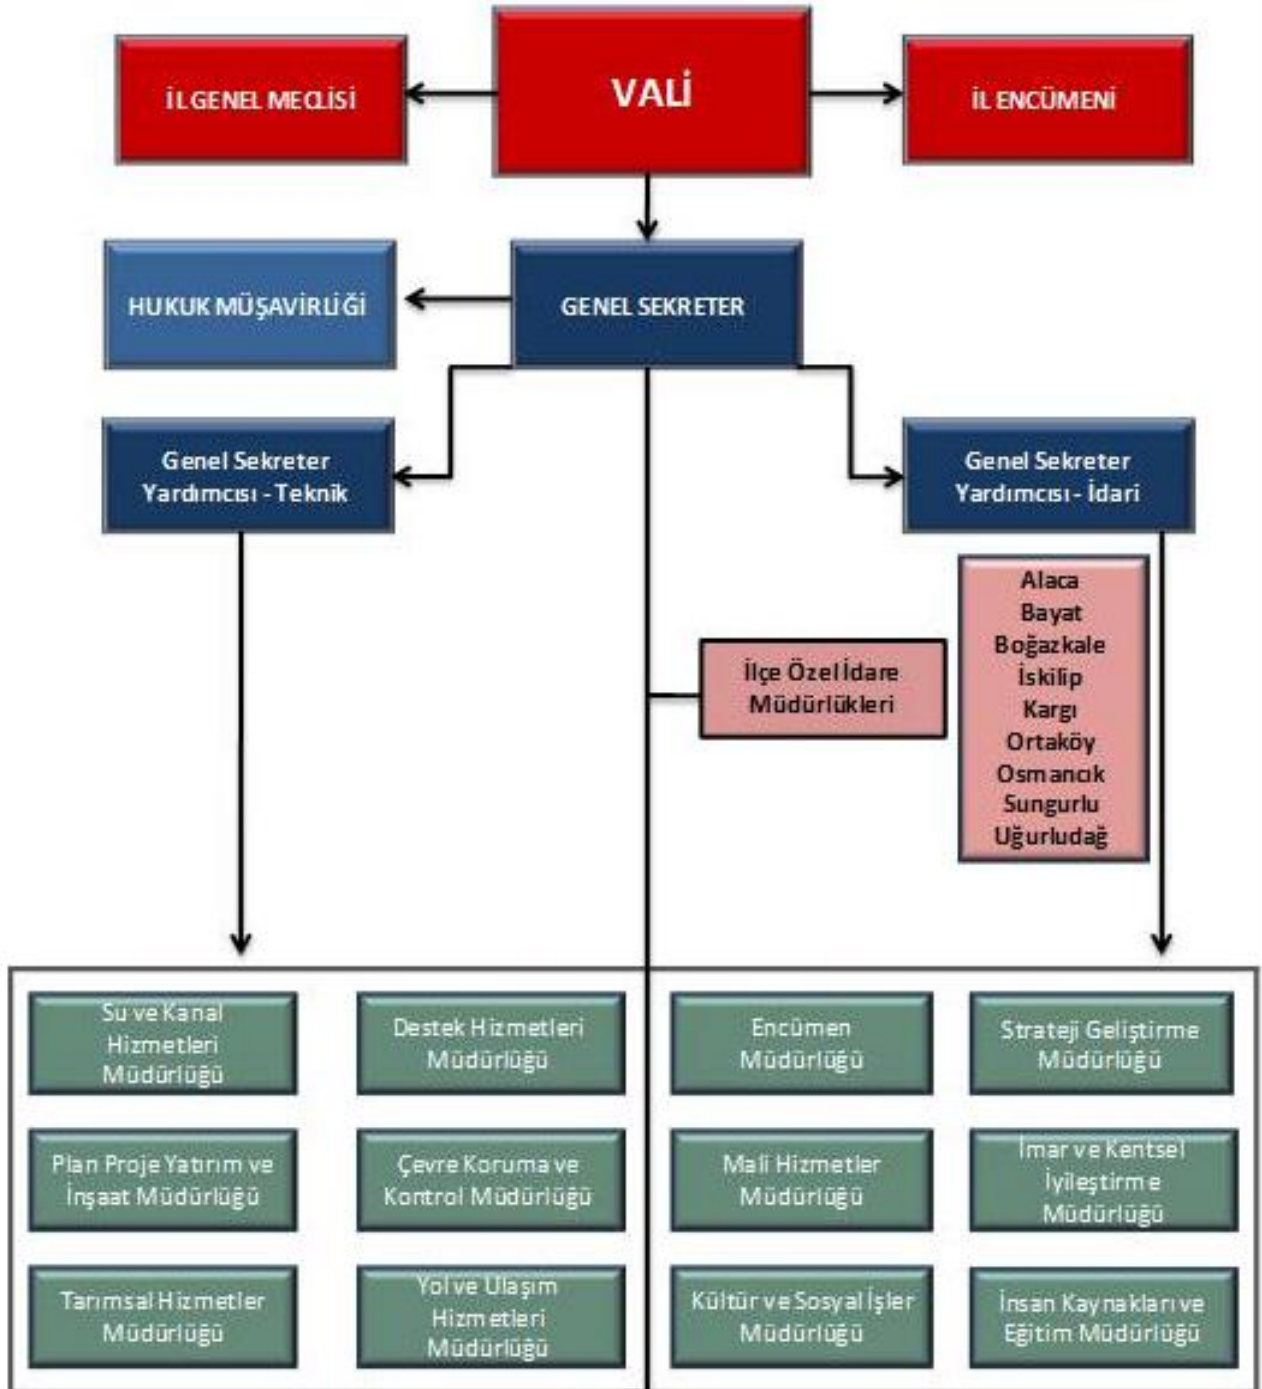 VALİ
İL GENEL MECLİSİ
İL ENCÜMENİ
HUKUK MÜŞAVİRLİĞİ
GENEL SEKRETER
Genel Sekreter
Yardımcısı - Teknik
Genel Sekreter
Yardımcısı - İdari
İlçe Özel İdare
Müdürlükleri
Alaca
Bayat
Boğazkale
İskilip
Kargı
Ortaköy
Osmancık
Sungurlu
Uğurludağ
Su ve Kanal
Hizmetleri
Müdürlüğü
Destek Hizmetleri
Müdürlüğü
Encümen
Müdürlüğü
Strateji Geliştirme
Müdürlüğü
Plan Proje Yatırım ve
İnşaat Müdürlüğü
Çevre Koruma ve
Kontrol Müdürlüğü
Mali Hizmetler
Müdürlüğü
İmar ve Kentsel
İyileştirme
Müdürlüğü
Tarımsal Hizmetler
Müdürlüğü
Yol ve Ulaşım
Hizmetleri
Müdürlüğü
Kültür ve Sosyal İşler
Müdürlüğü
İnsan Kaynakları ve
Eğitim Müdürlüğü